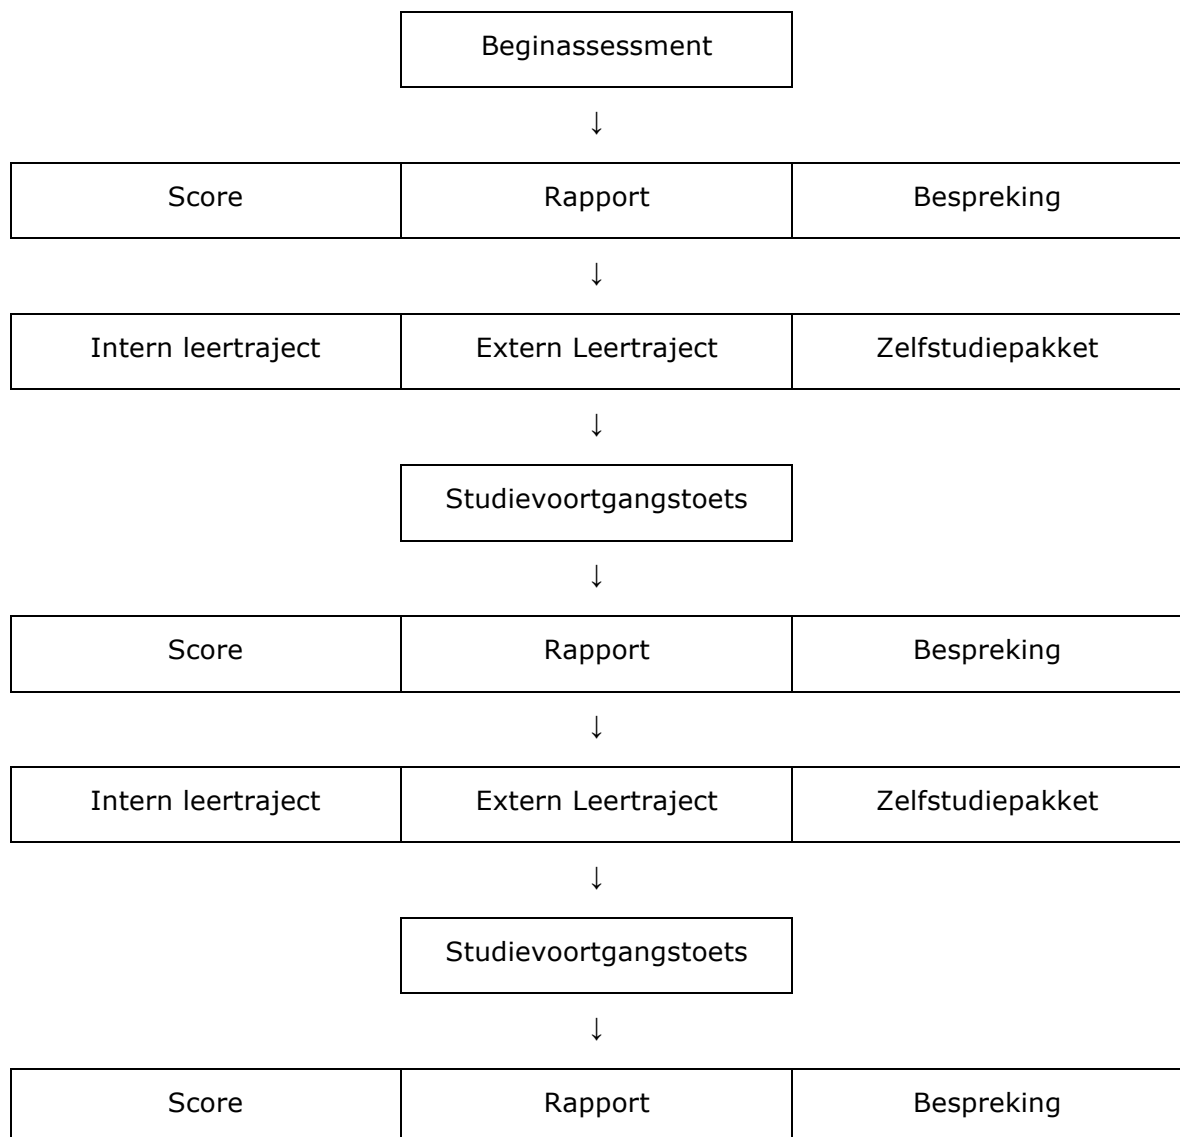 Beginassessment
↓
Score Rapport Bespreking
↓
Intern leertraject Extern Leertraject Zelfstudiepakket
↓
Studievoortgangstoets
↓
Score Rapport Bespreking
↓
Intern leertraject Extern Leertraject Zelfstudiepakket
↓
Studievoortgangstoets
↓
Score Rapport Bespreking